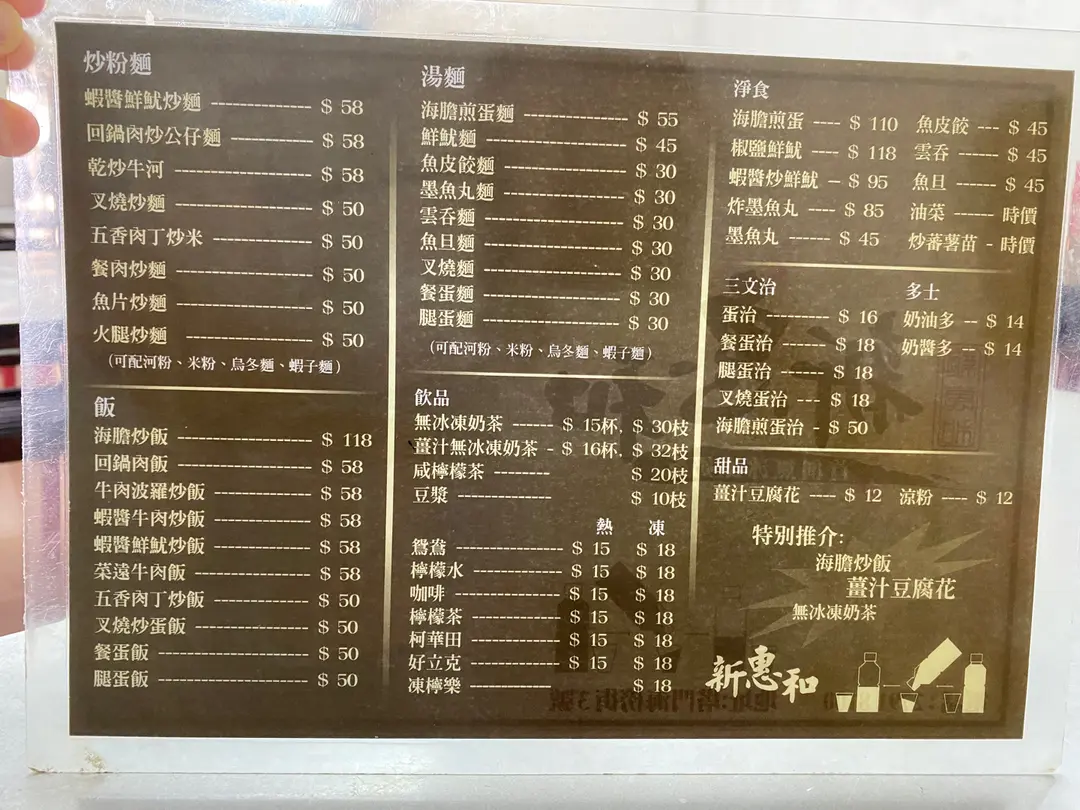 炒粉麵
蝦醬鮮魷炒麵 ------------- $ 58
回鍋肉炒公仔麵 ----------- $ 58
乾炒牛河 ------------------ $ 58
叉燒炒麵 ------------------ $ 50
五香肉丁炒米 ------------- $ 50
餐肉炒麵 ------------------ $ 50
魚片炒麵 ------------------ $ 50
火腿炒麵 ----------------- $ 50
(可配河粉、米粉、烏冬麵、蝦子麵)
飯
海膽炒飯 ------------------- $ 118
回鍋肉飯 ------------------- $ 58
牛肉波羅炒飯 ------------- $ 58
蝦醬牛肉炒飯 ------------- $ 58
蝦醬鮮魷炒飯 ------------- $ 58
菜遠牛肉飯 ---------------- $ 58
五香肉丁炒飯 ------------- $ 50
叉燒炒蛋飯 ---------------- $ 50
餐蛋飯 --------------------- $ 50
腿蛋飯 --------------------- $ 50
湯麵
海膽煎蛋麵 --------------- $ 55
鮮魷麵 --------------------- $ 45
魚皮餃麵 ------------------ $ 30
墨魚丸麵 ------------------ $ 30
雲吞麵 --------------------- $ 30
魚旦麵 --------------------- $ 30
叉燒麵 --------------------- $ 30
餐蛋麵 --------------------- $ 30
腿蛋麵 --------------------- $ 30
(可配河粉、米粉、烏冬麵、蝦子麵)
飲品
無冰凍奶茶 ------- $ 15杯, $ 30枝
薑汁無冰凍奶茶 - $ 16杯, $ 32枝
咸檸檬茶 ---------- $ 20枝
豆漿 --------------- $ 10枝
熱 凍
鴛鴦 ----------------- $ 15 $ 18
檸檬水 -------------- $ 15 $ 18
咖啡 ----------------- $ 15 $ 18
檸檬茶 -------------- $ 15 $ 18
柯華田 -------------- $ 15 $ 18
好立克 -------------- $ 15 $ 18
凍檸樂 ------------- $ 18
淨食
海膽煎蛋 ---- $ 110 魚皮餃 --- $ 45
椒鹽鮮魷 ---- $ 118 雲吞 ------ $ 45
蝦醬炒鮮魷 -- $ 95 魚旦 ------ $ 45
炸墨魚丸 ---- $ 85 油菜 ------ 時價
墨魚丸 ------ $ 45 炒蕃薯苗 - 時價
三文治 多士
蛋治 --------- $ 16 奶油多 -- $ 14
餐蛋治 ------ $ 18 奶醬多 -- $ 14
腿蛋治 ------ $ 18
叉燒蛋治 --- $ 18
海膽煎蛋治 - $ 50
甜品
薑汁豆腐花 ---- $ 12 涼粉 ---- $ 12
特別推介:
海膽炒飯
薑汁豆腐花
無冰凍奶茶
新惠和